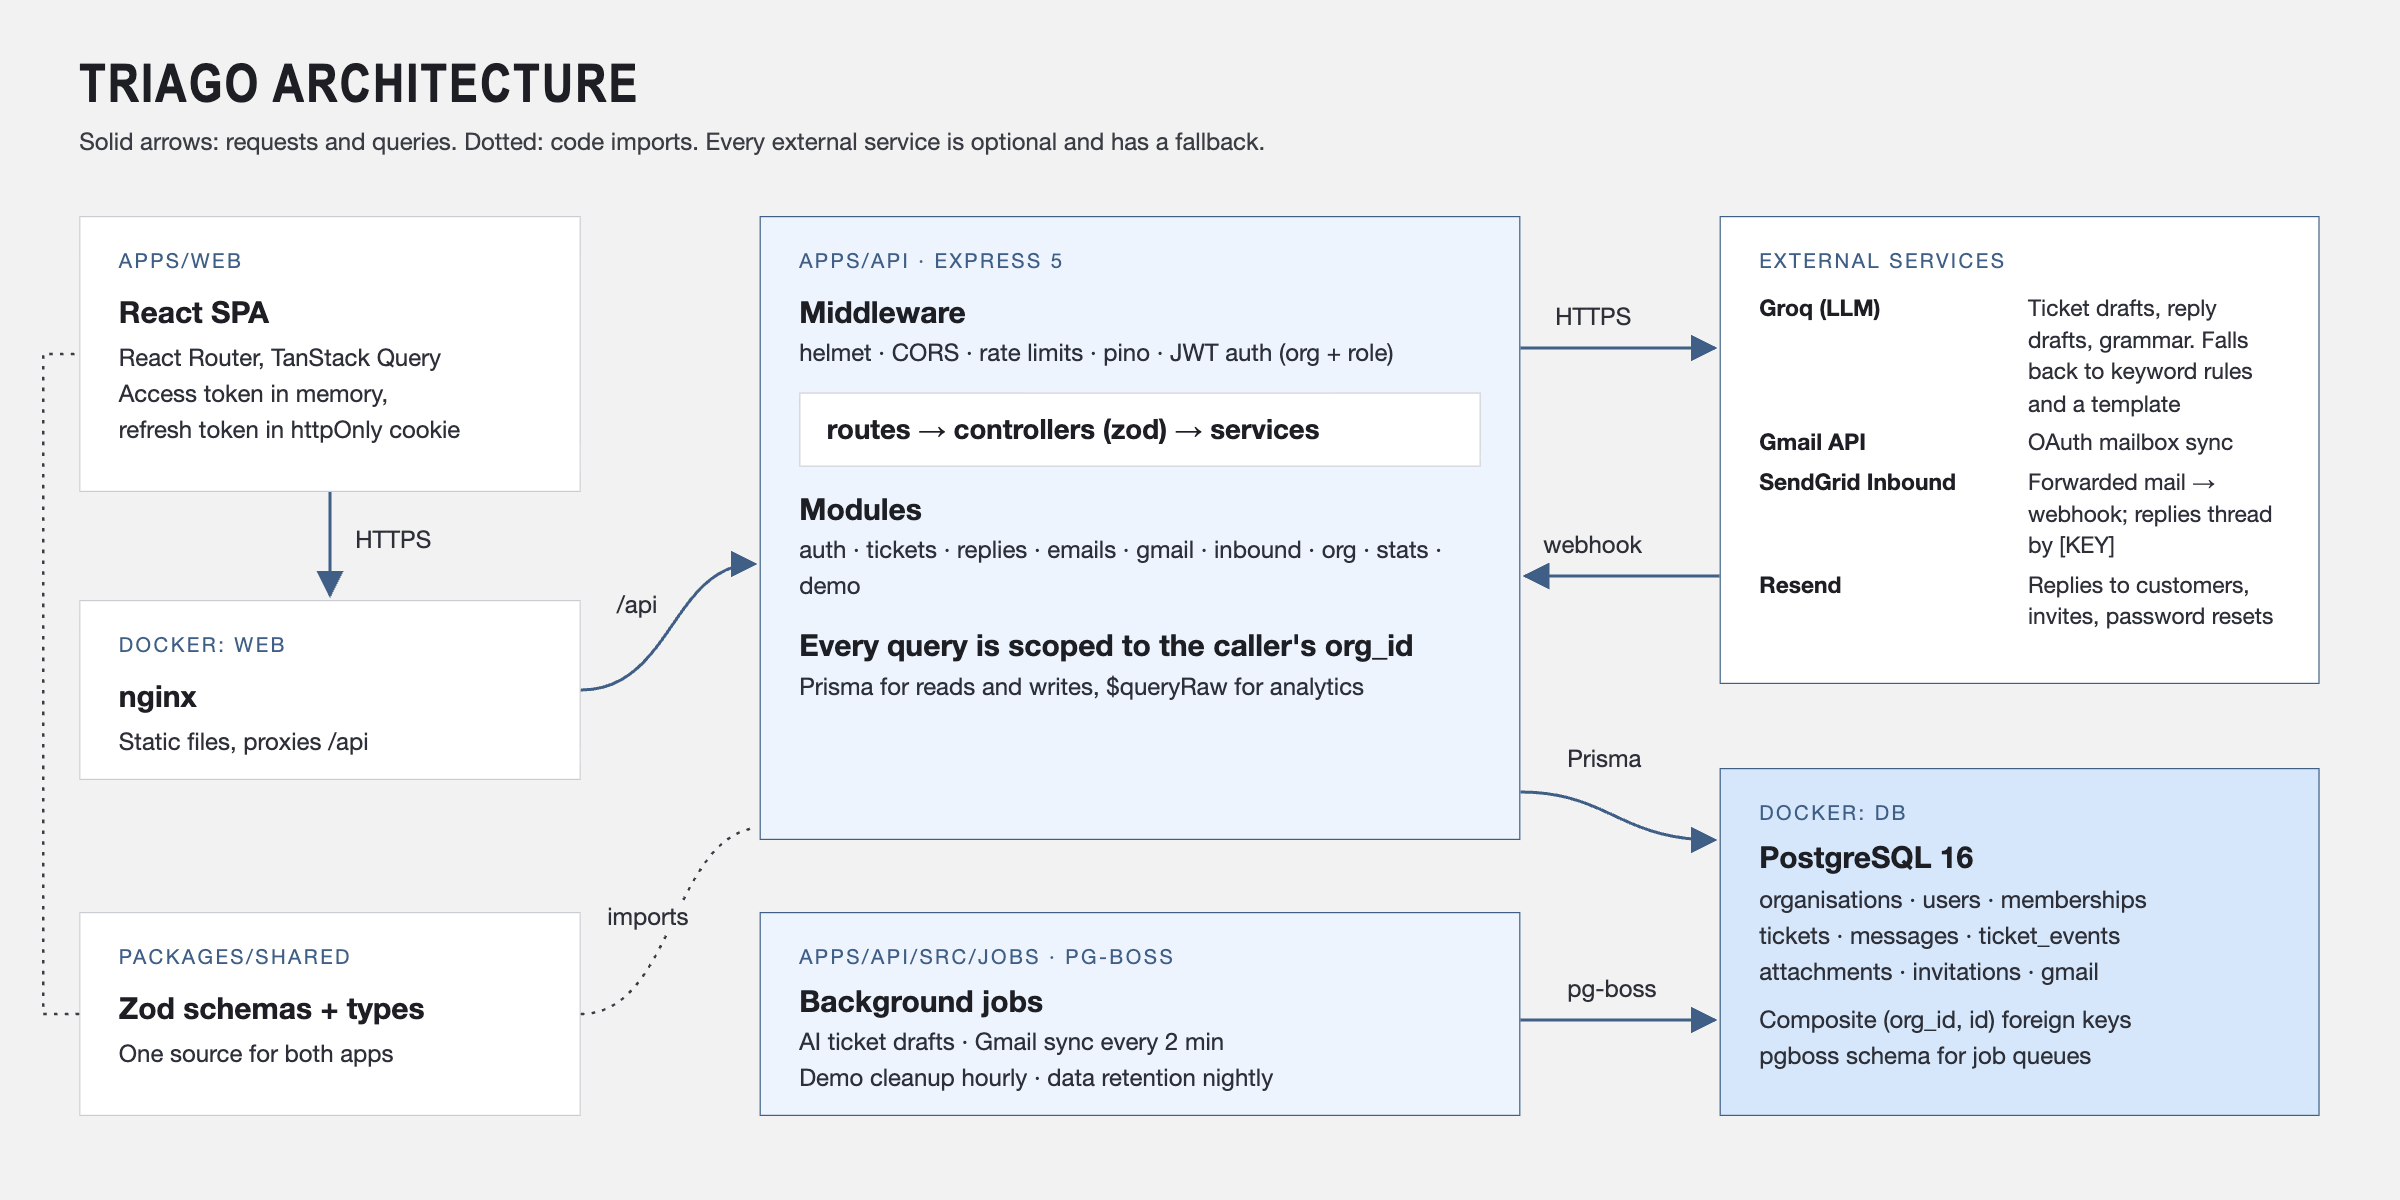 TRIAGO ARCHITECTURE
Solid arrows: requests and queries. Dotted: code imports. Every external service is optional and has a fallback.
APPS/WEB
React SPA
React Router, TanStack Query
Access token in memory,
refresh token in httpOnly cookie
HTTPS
DOCKER: WEB
nginx
Static files, proxies /api
/api
PACKAGES/SHARED
Zod schemas + types
One source for both apps
imports
APPS/API · EXPRESS 5
Middleware
helmet · CORS · rate limits · pino · JWT auth (org + role)
routes → controllers (zod) → services
Modules
auth · tickets · replies · emails · gmail · inbound · org · stats ·
demo
Every query is scoped to the caller's org_id
Prisma for reads and writes, $queryRaw for analytics
APPS/API/SRC/JOBS · PG-BOSS
Background jobs
AI ticket drafts · Gmail sync every 2 min
Demo cleanup hourly · data retention nightly
HTTPS
webhook
Prisma
pg-boss
EXTERNAL SERVICES
Groq (LLM)
Ticket drafts, reply
drafts, grammar. Falls
back to keyword rules
and a template
Gmail API
OAuth mailbox sync
SendGrid Inbound
Forwarded mail →
webhook; replies thread
by [KEY]
Resend
Replies to customers,
invites, password resets
DOCKER: DB
PostgreSQL 16
organisations · users · memberships
tickets · messages · ticket_events
attachments · invitations · gmail
Composite (org_id, id) foreign keys
pgboss schema for job queues